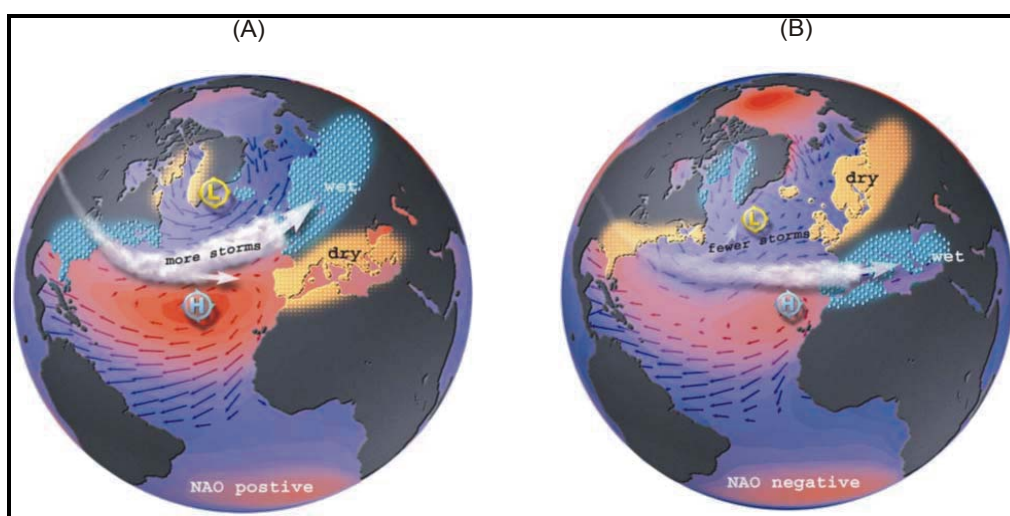 (A)
(B)
wet
L
more storms
dry
H
NAO postive
dry
L
fewer storms
wet
H
NAO negative